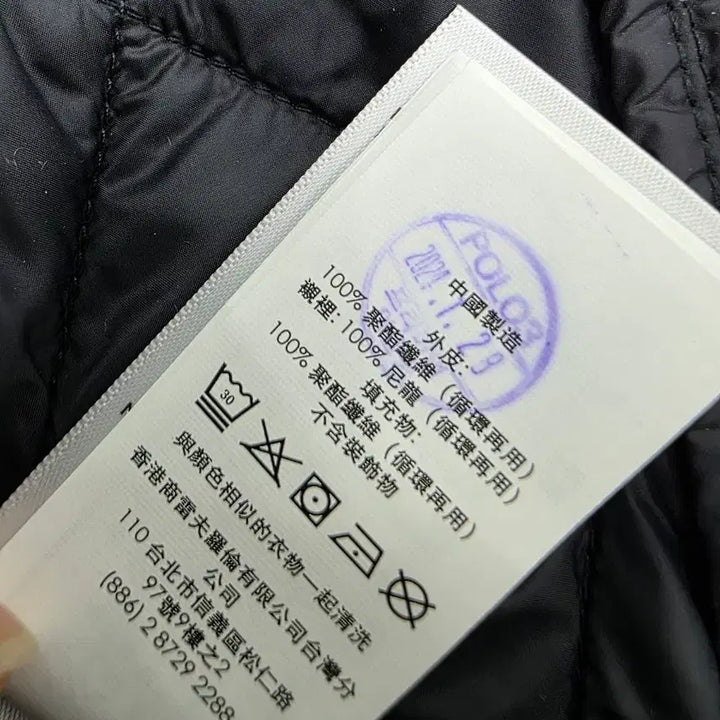 POLO
2021.7.29
中國製造
外皮:
100% 聚酯纖維 (循環再用)
襯裡: 100% 尼龍 (循環再用)
填充物:
100% 聚酯纖維 (循環再用)
不含裝飾物
30
與顏色相似的衣物一起清洗
香港商雷夫羅倫有限公司台灣分
公司
110 台北市信義區松仁路
97號9樓之2
(886) 2 8729 2288